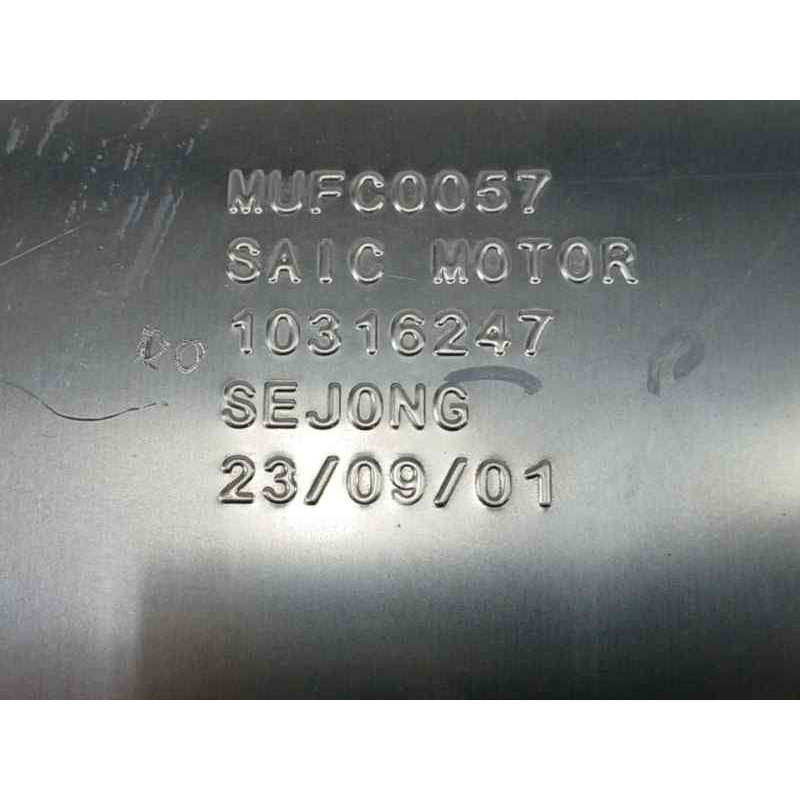 MUFC0057
SAIC MOTOR
10316247
SEJONG
23/09/01